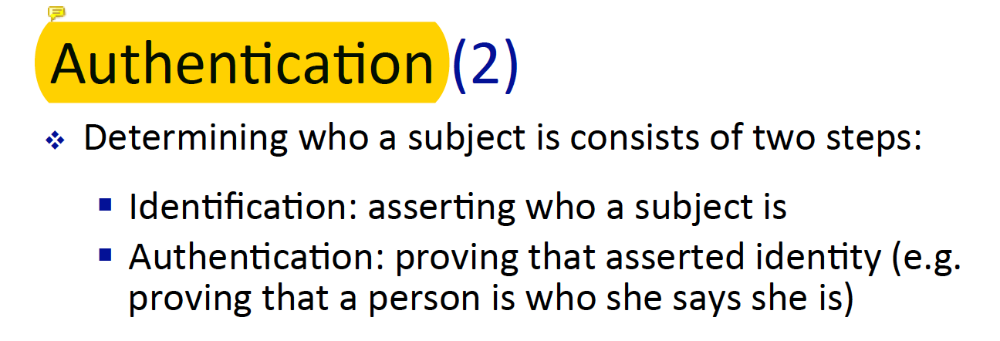 Authentication (2)
❖ Determining who a subject is consists of two steps:
▪ Identification: asserting who a subject is
▪ Authentication: proving that asserted identity (e.g.
proving that a person is who she says she is)